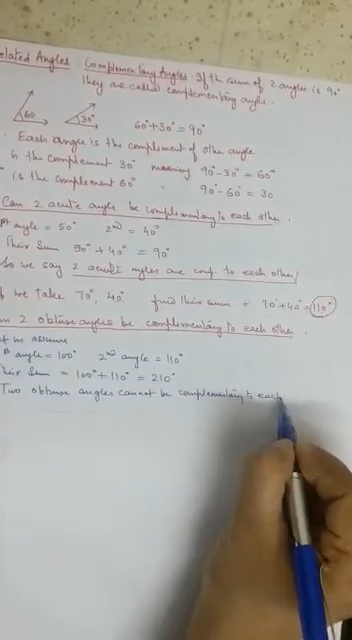 elated Angles : Complementary Angles - If the sum of 2 angles is 90°
They are called complementary angle.
60 30° 60°+30° = 90°
Each angle is the complement of other angle
is the complement 30° meaning 90°-30° = 60°
is the complement 60° " 90°-60° = 30
Can 2 acute angle be complementary to each other.
angle = 50° 2nd = 40°
Their Sum 50° + 40° = 90°
So we say 2 acute angles are comp. to each other
we take 70°, 40° find their sum = 70°+40° = 110°
n 2 obtuse angles be complementary to each other.
us assume
angle = 100° 2nd angle = 110°
heir Sum = 100°+110° = 210°
Two obtuse angles cannot be complementary to each